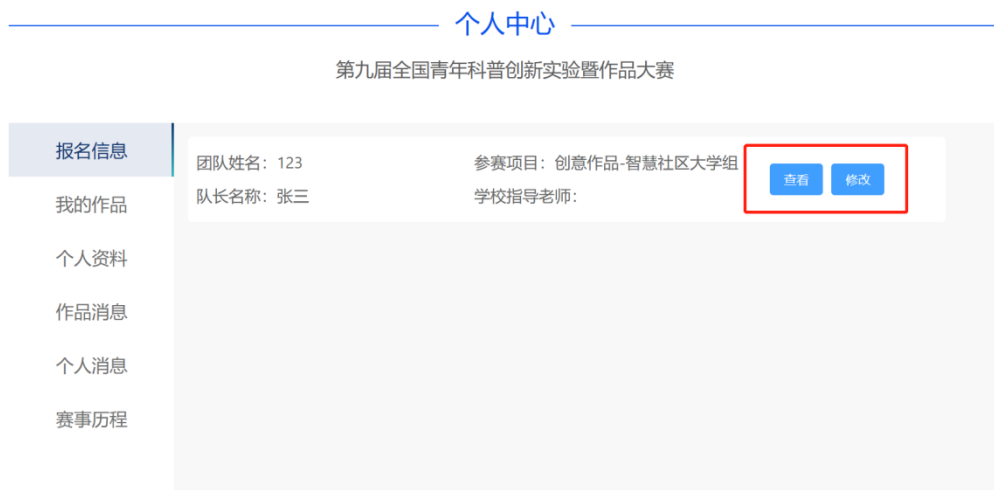 个人中心
第九届全国青年科普创新实验暨作品大赛
报名信息
我的作品
个人资料
作品消息
个人消息
赛事历程
团队姓名：123
参赛项目：创意作品-智慧社区大学组
队长名称：张三
学校指导老师：
查看
修改